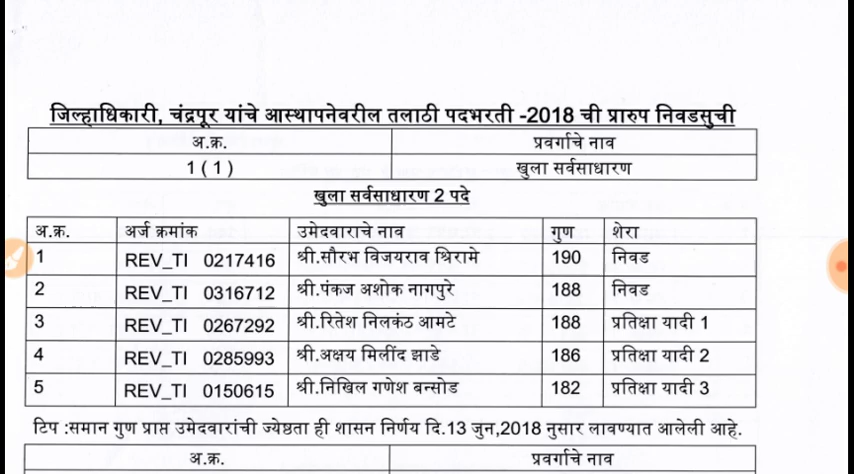 जिल्हाधिकारी, चंद्रपूर यांचे आस्थापनेवरील तलाठी पदभरती -2018 ची प्रारुप निवडसुची
अ.क्र. प्रवर्गाचे नाव
1 ( 1 ) खुला सर्वसाधारण
खुला सर्वसाधारण 2 पदे
अ.क्र. अर्ज क्रमांक उमेदवाराचे नाव गुण शेरा
1 REV_TI 0217416 श्री.सौरभ विजयराव थिरामे 190 निवड
2 REV_TI 0316712 श्री.पंकज अशोक नागपुरे 188 निवड
3 REV_TI 0267292 श्री.रितेश निलकंठ आमटे 188 प्रतिक्षा यादी 1
4 REV_TI 0285993 श्री.अक्षय मिलींद झाडे 186 प्रतिक्षा यादी 2
5 REV_TI 0150615 श्री.निखिल गणेश बन्सोड 182 प्रतिक्षा यादी 3
टिप :समान गुण प्राप्त उमेदवारांची ज्येष्ठता ही शासन निर्णय दि.13 जुन,2018 नुसार लावण्यात आलेली आहे.
अ.क्र. प्रवर्गाचे नाव